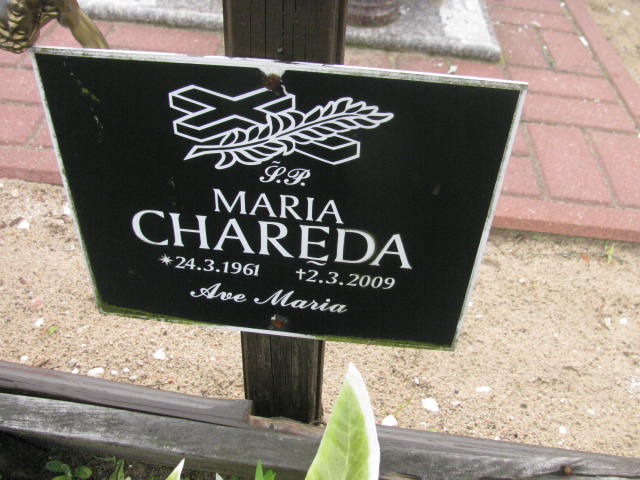 Ś.P.
MARIA
CHARĘDA
*24.3.1961 †2.3.2009
Ave Maria